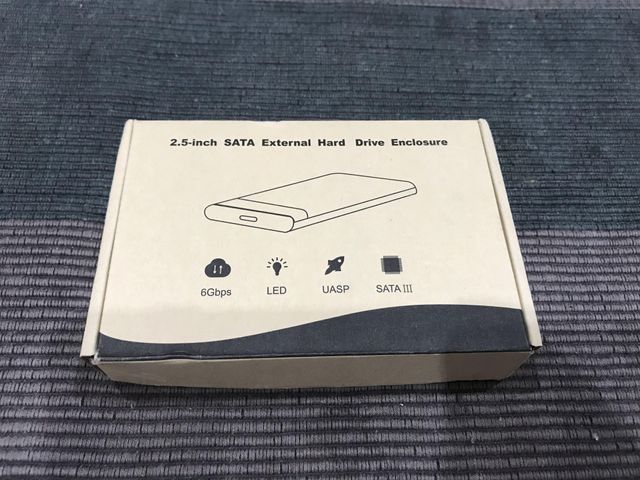 2.5-inch SATA External Hard Drive Enclosure
6Gbps LED UASP SATA III